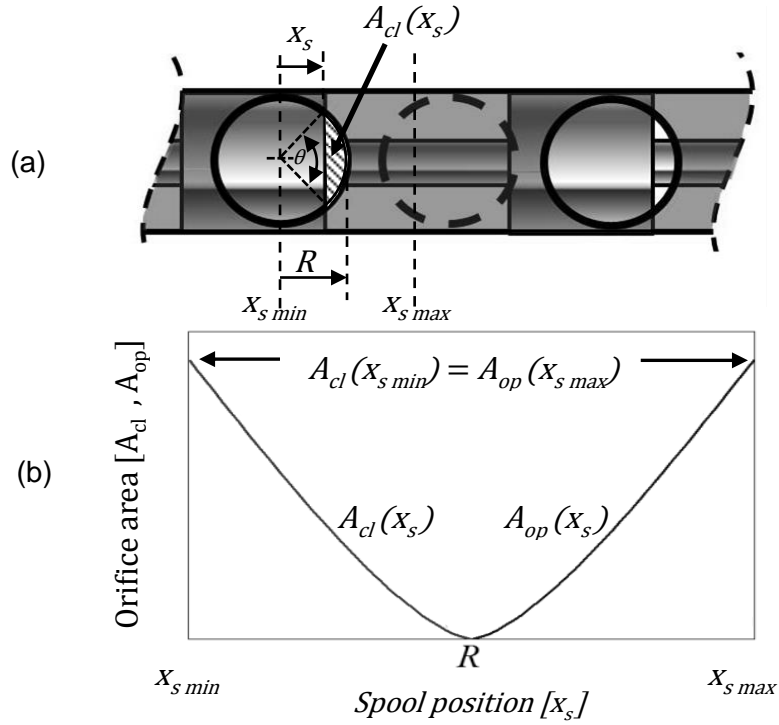 x_s
A_cl(x_s)
(a)
θ
R
x_s min
x_s max
(b)
Orifice area [A_cl , A_op]
A_cl(x_s min) = A_op(x_s max)
A_cl(x_s)
A_op(x_s)
R
x_s min
x_s max
Spool position [x_s]